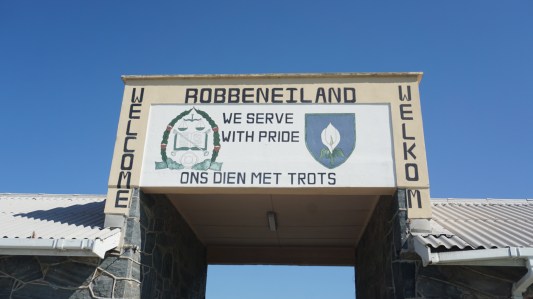 ROBBENEILAND
WELCOME
WE SERVE
WITH PRIDE
ONS DIEN MET TROTS
WELKOM